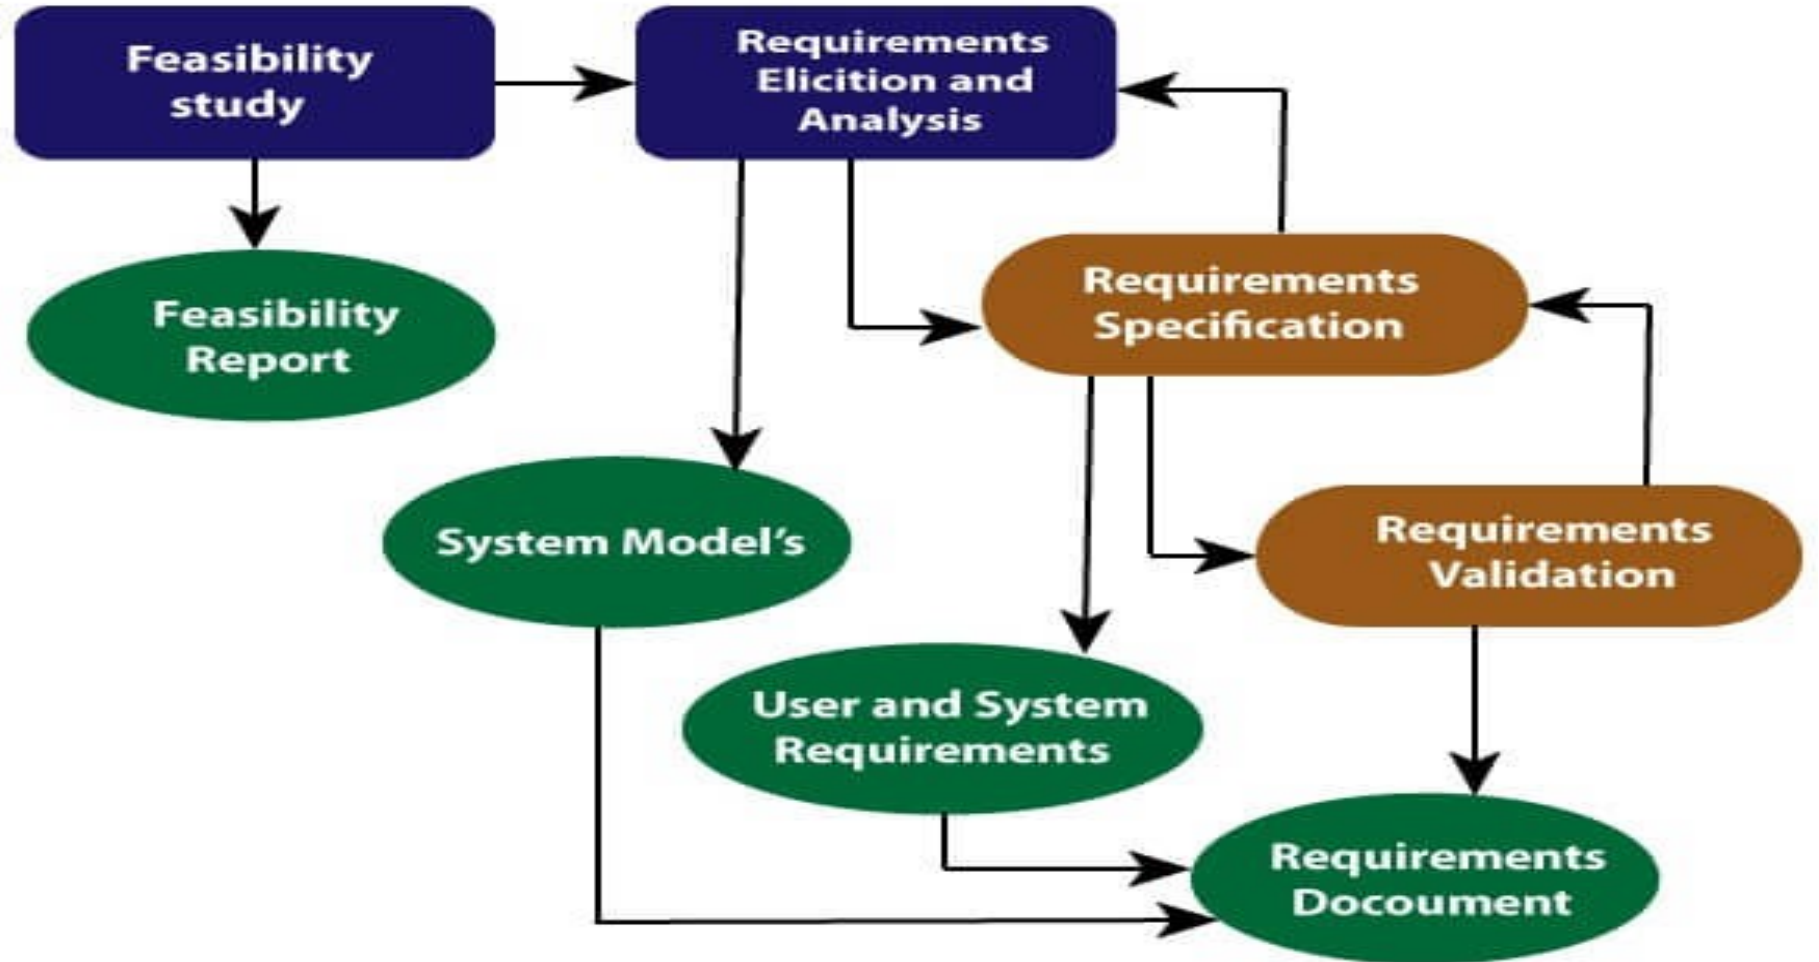 Feasibility
study
Requirements
Elicition and
Analysis
Requirements
Specification
Feasibility
Report
System Model’s
Requirements
Validation
User and System
Requirements
Requirements
Docoument